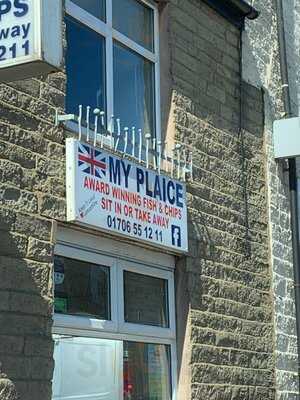 PS
way
211
MY PLAICE
AWARD WINNING FISH & CHIPS
SIT IN OR TAKE AWAY
01706 55 12 11
f